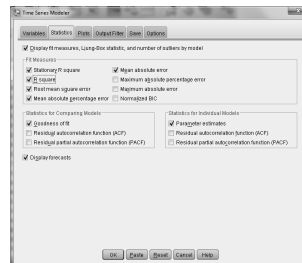 Time Series Modeler
Variables Statistics Plots Output Filter Save Options
Display fit measures, Ljung-Box statistic, and number of outliers by model
Fit Measures
Stationary R square Mean absolute error
R square Maximum absolute percentage error
Root mean square error Maximum absolute error
Mean absolute percentage error Normalized BIC
Statistics for Comparing Models Statistics for Individual Models
Goodness of fit Parameter estimates
Residual autocorrelation function (ACF) Residual autocorrelation function (ACF)
Residual partial autocorrelation function (PACF) Residual partial autocorrelation function (PACF)
Display forecasts
OK Paste Reset Cancel Help